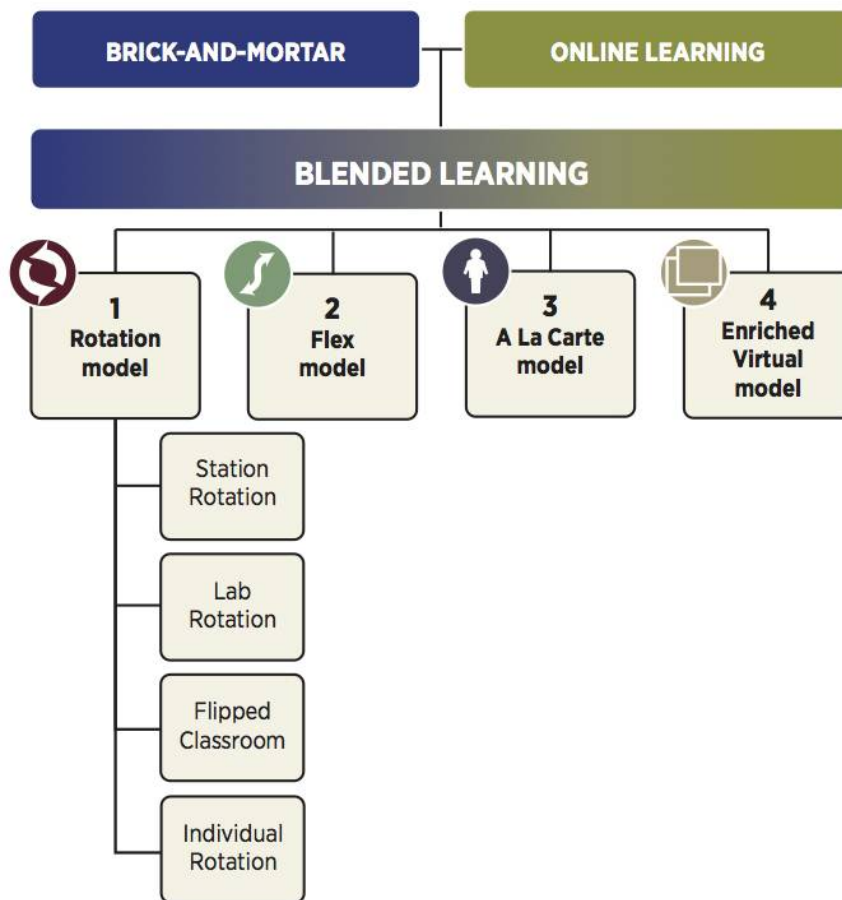 BRICK-AND-MORTAR
ONLINE LEARNING
BLENDED LEARNING
1
Rotation
model
2
Flex
model
3
A La Carte
model
4
Enriched
Virtual
model
Station
Rotation
Lab
Rotation
Flipped
Classroom
Individual
Rotation